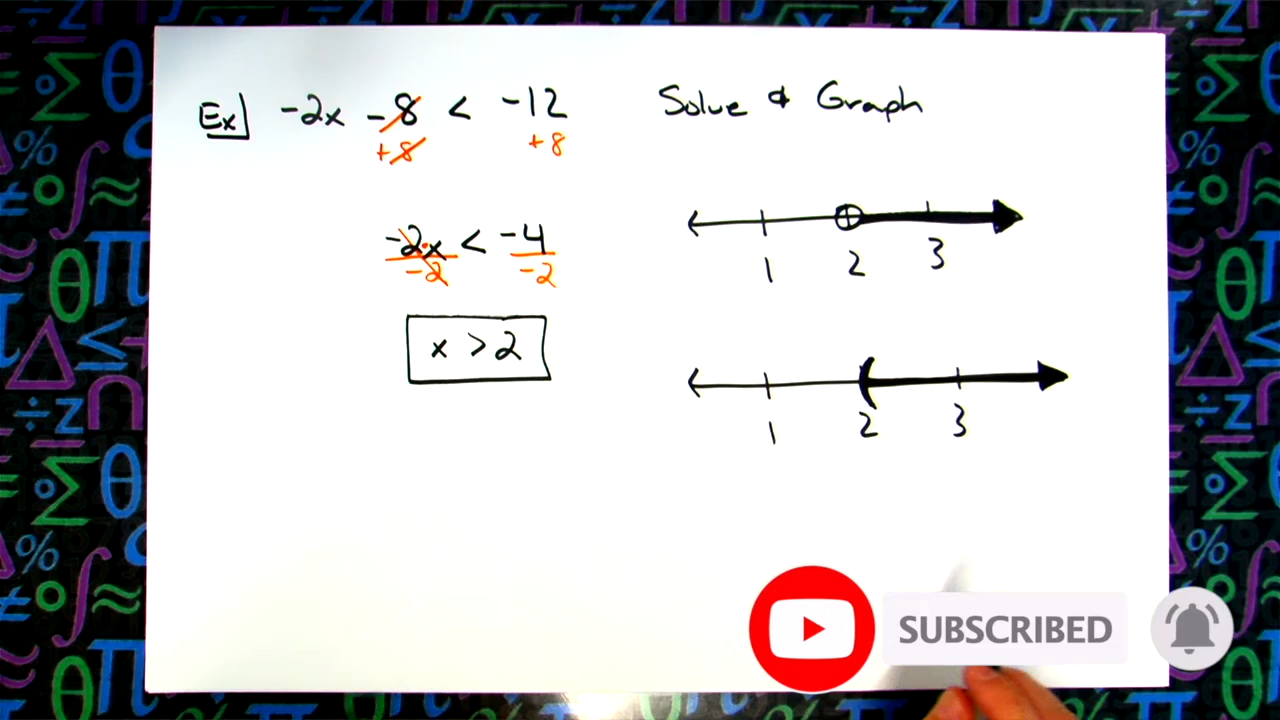 Ex] -2x -8 < -12 Solve & Graph
+8 +8
-2x < -4
-2 -2
x > 2
1 2 3
1 2 3
SUBSCRIBED